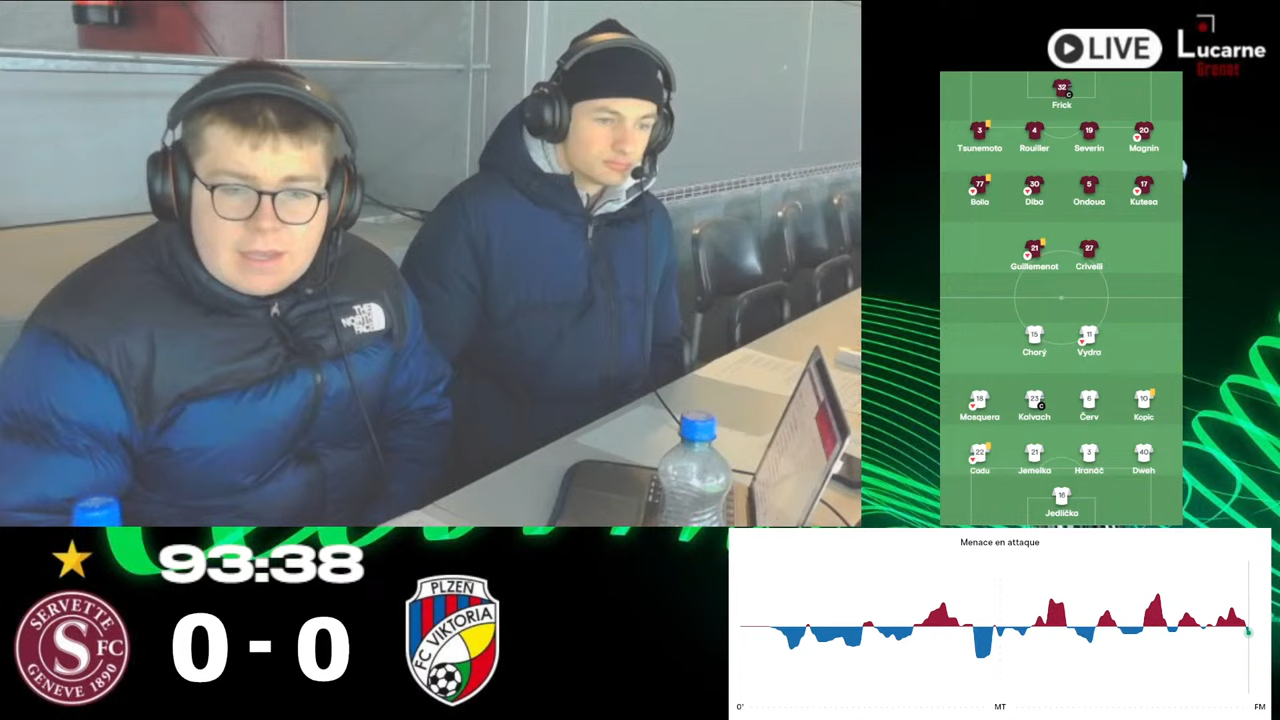 LIVE
Lucarne
Grenat
32
C
Frick
3 4 19 20
Tsunemoto Rouiller Severin Magnin
77 30 5 17
Bolla Diba Ondoua Kutesa
21 27
Guillemenot Crivelli
15 11
Chorý Vydra
18 23 6 10
C
Mosquera Kalvach Červ Kopic
22 21 3 40
Cadu Jemelka Hranáč Dweh
16
Jedlička
THE
NORTH
FACE
93:38
0 - 0
SERVETTE
S
FC
GENEVE 1890
PLZEŇ
FC VIKTORIA
Menace en attaque
0' MT FM